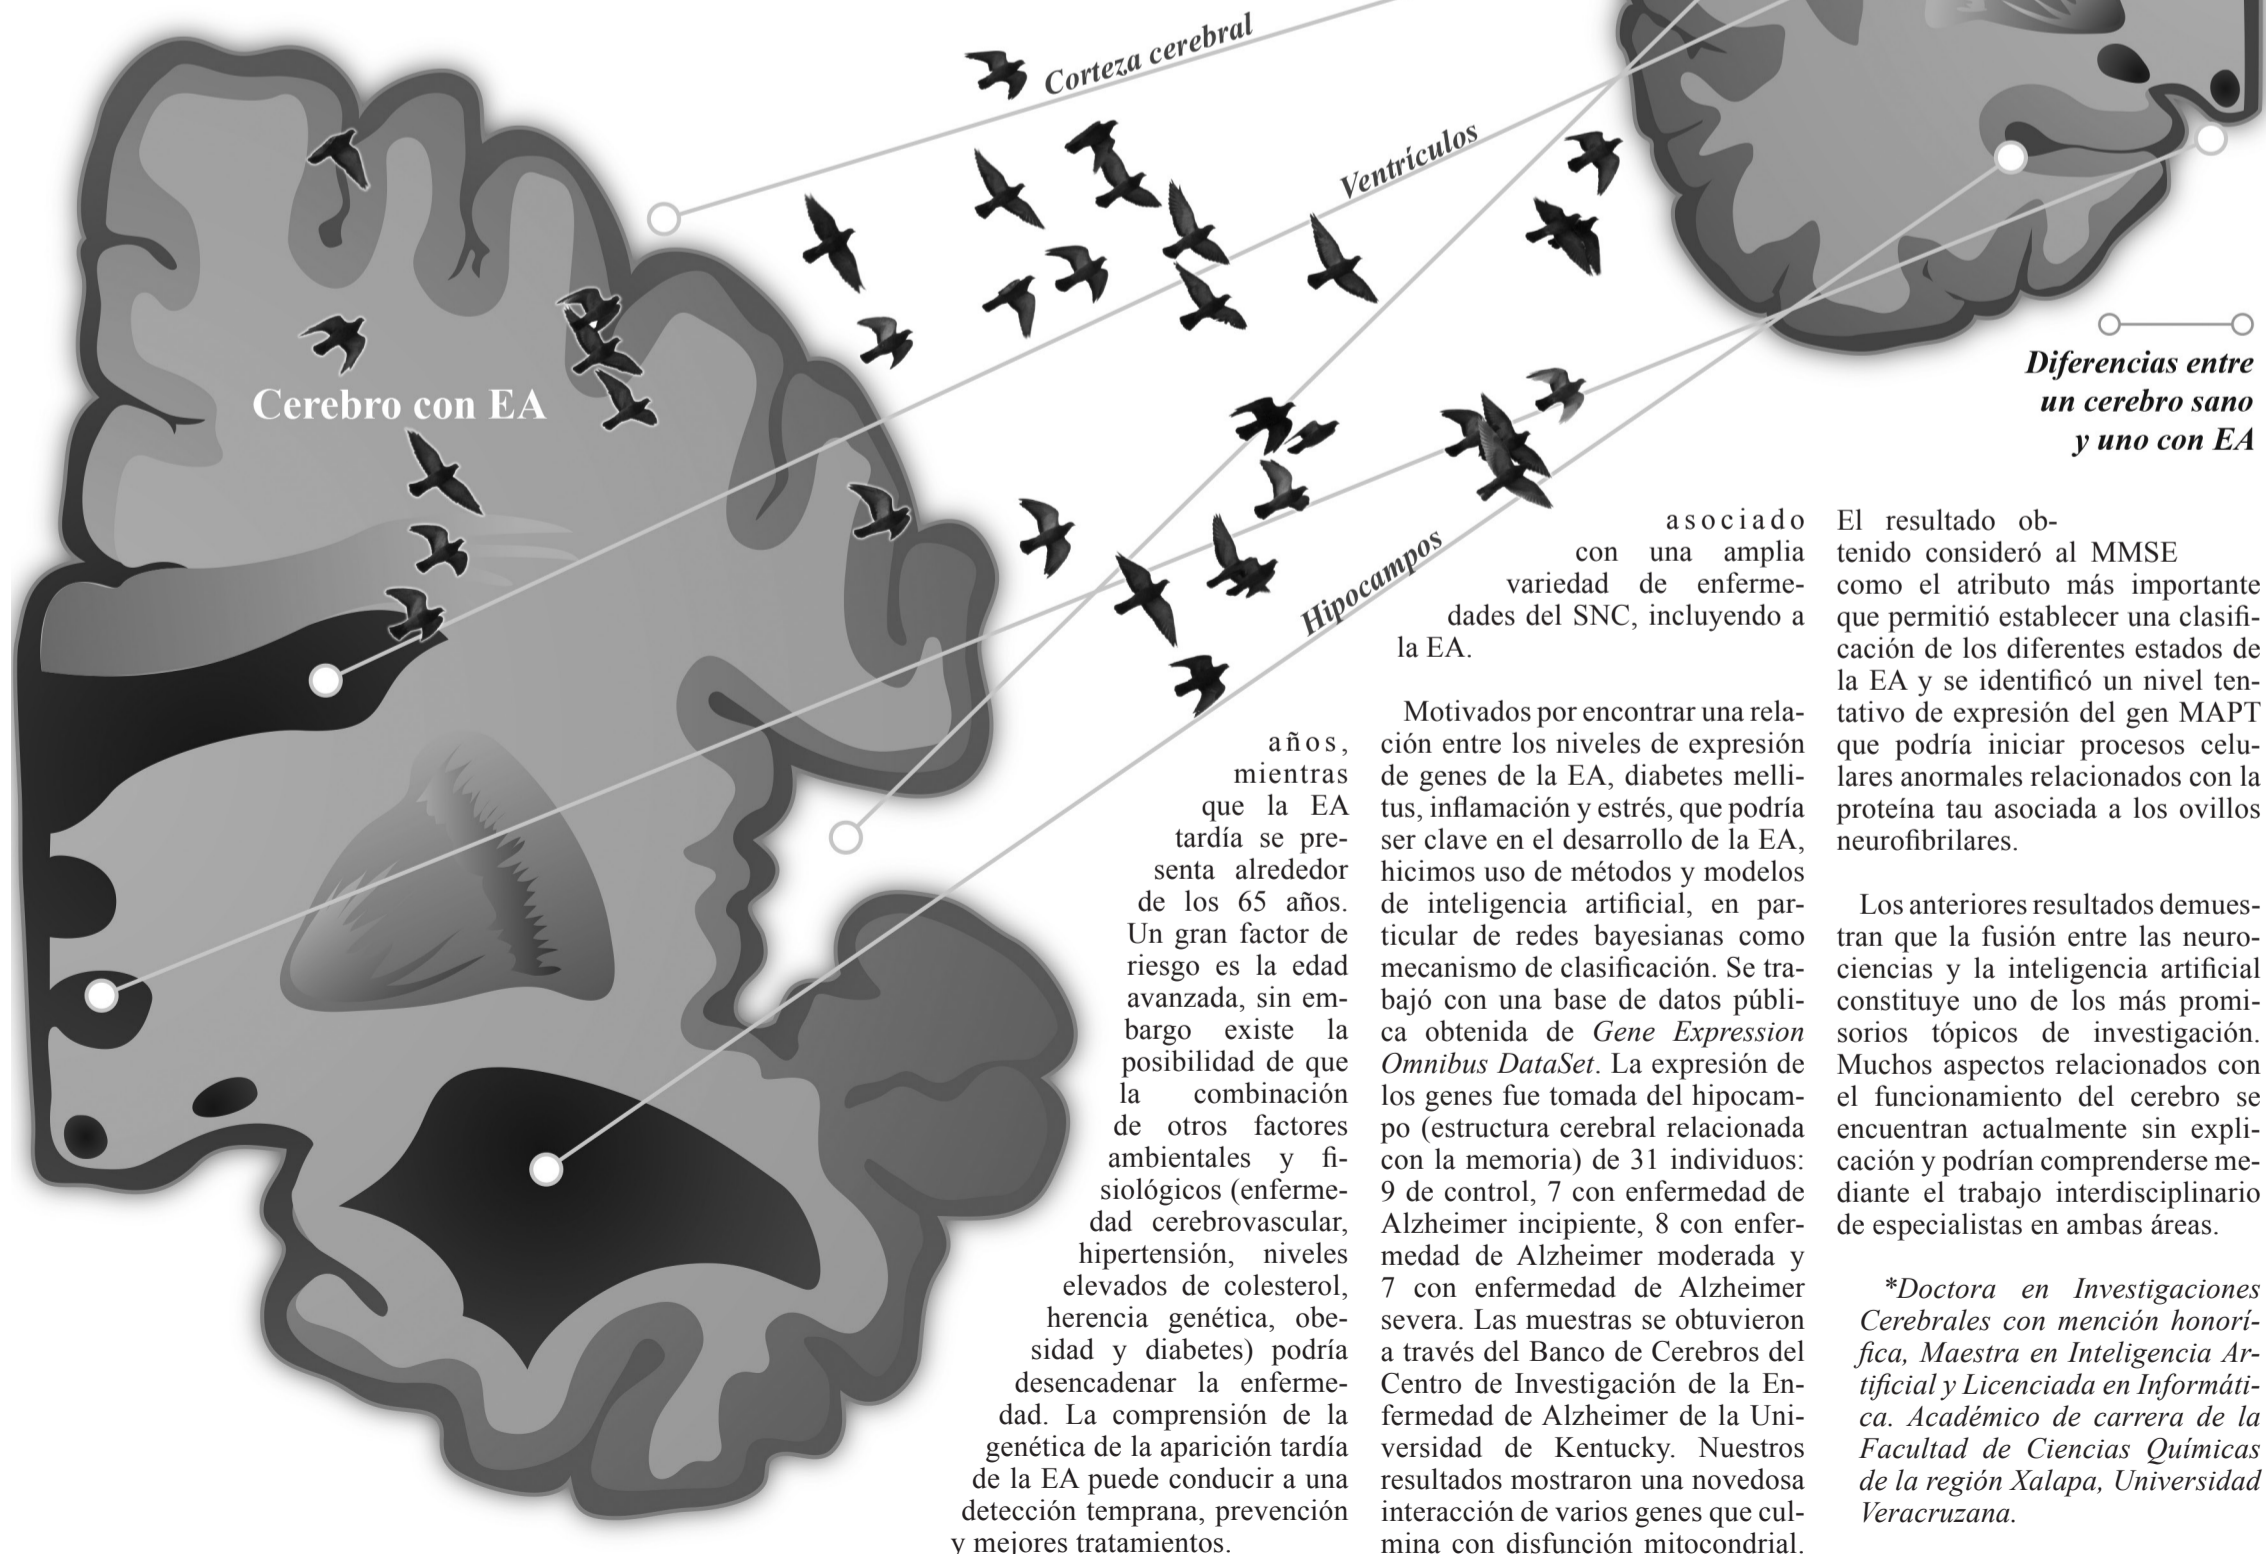 Corteza cerebral
Ventrículos
Cerebro con EA
Hipocampos
Diferencias entre
un cerebro sano
y uno con EA
años,
mientras
que la EA
tardía se pre-
senta alrededor
de los 65 años.
Un gran factor de
riesgo es la edad
avanzada, sin em-
bargo existe la
posibilidad de que
la combinación
de otros factores
ambientales y fi-
siológicos (enferme-
dad cerebrovascular,
hipertensión, niveles
elevados de colesterol,
herencia genética, obe-
sidad y diabetes) podría
desencadenar la enferme-
dad. La comprensión de la
genética de la aparición tardía
de la EA puede conducir a una
detección temprana, prevención
y mejores tratamientos.
asociado
con una amplia
variedad de enferme-
dades del SNC, incluyendo a
la EA.
Motivados por encontrar una rela-
ción entre los niveles de expresión
de genes de la EA, diabetes melli-
tus, inflamación y estrés, que podría
ser clave en el desarrollo de la EA,
hicimos uso de métodos y modelos
de inteligencia artificial, en par-
ticular de redes bayesianas como
mecanismo de clasificación. Se tra-
bajó con una base de datos públi-
ca obtenida de Gene Expression
Omnibus DataSet. La expresión de
los genes fue tomada del hipocam-
po (estructura cerebral relacionada
con la memoria) de 31 individuos:
9 de control, 7 con enfermedad de
Alzheimer incipiente, 8 con enfer-
medad de Alzheimer moderada y
7 con enfermedad de Alzheimer
severa. Las muestras se obtuvieron
a través del Banco de Cerebros del
Centro de Investigación de la En-
fermedad de Alzheimer de la Uni-
versidad de Kentucky. Nuestros
resultados mostraron una novedosa
interacción de varios genes que cul-
mina con disfunción mitocondrial.
El resultado ob-
tenido consideró al MMSE
como el atributo más importante
que permitió establecer una clasifi-
cación de los diferentes estados de
la EA y se identificó un nivel ten-
tativo de expresión del gen MAPT
que podría iniciar procesos celu-
lares anormales relacionados con la
proteína tau asociada a los ovillos
neurofibrilares.
Los anteriores resultados demues-
tran que la fusión entre las neuro-
ciencias y la inteligencia artificial
constituye uno de los más promi-
sorios tópicos de investigación.
Muchos aspectos relacionados con
el funcionamiento del cerebro se
encuentran actualmente sin expli-
cación y podrían comprenderse me-
diante el trabajo interdisciplinario
de especialistas en ambas áreas.
*Doctora en Investigaciones
Cerebrales con mención honorí-
fica, Maestra en Inteligencia Ar-
tificial y Licenciada en Informáti-
ca. Académico de carrera de la
Facultad de Ciencias Químicas
de la región Xalapa, Universidad
Veracruzana.